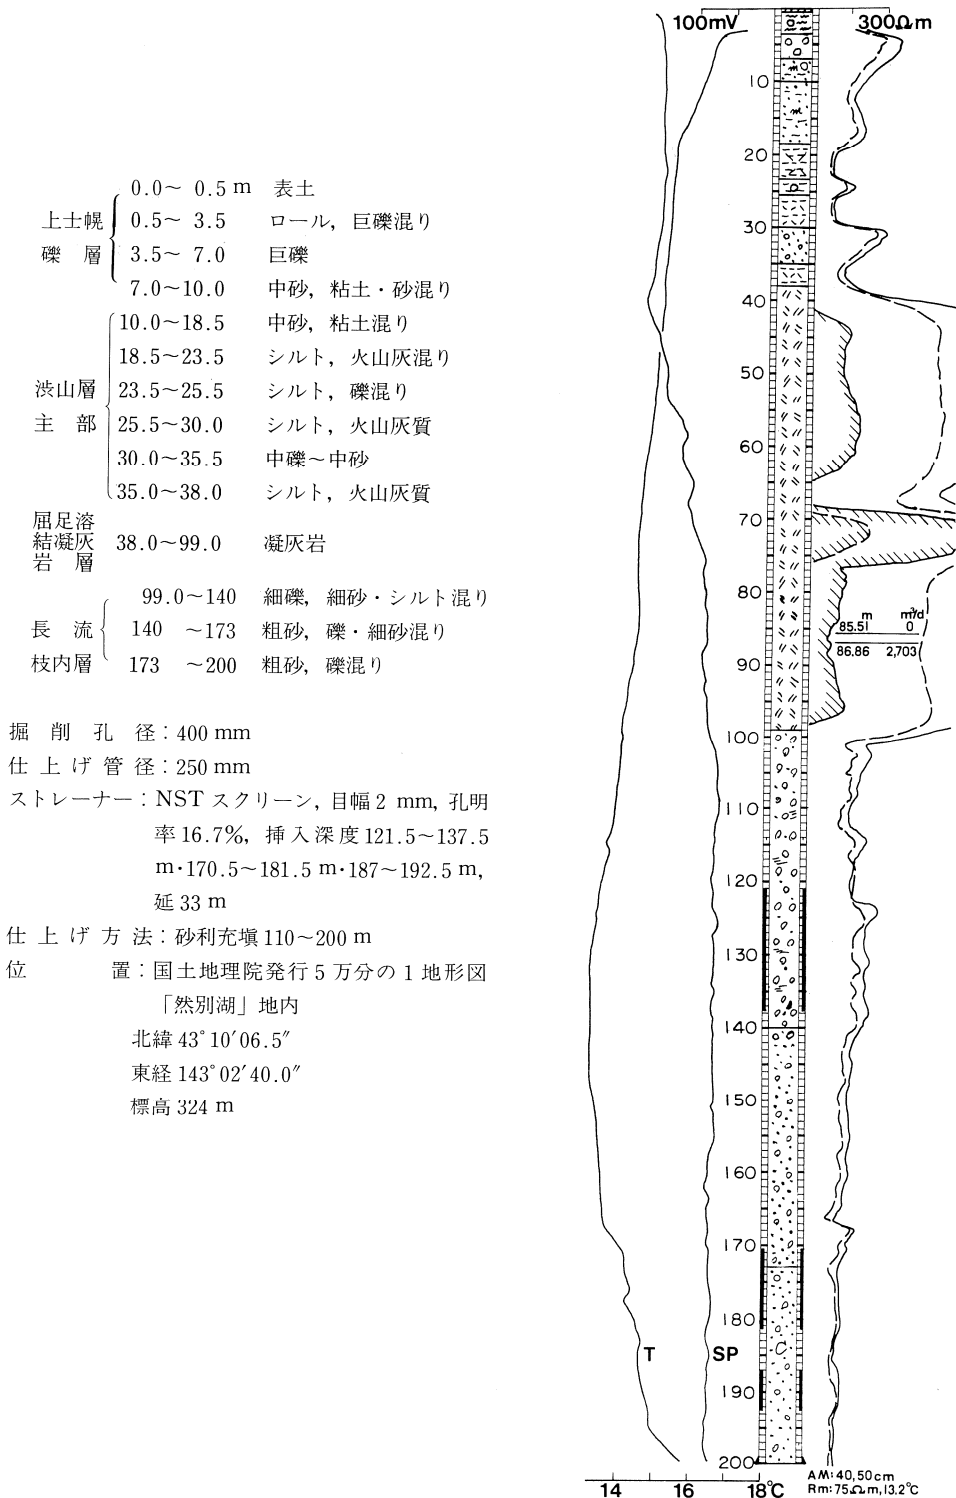 0.0～ 0.5 m 表土
上士幌 0.5～ 3.5 ロール，巨礫混り
礫 層 3.5～ 7.0 巨礫
7.0～10.0 中砂，粘土・砂混り
10.0～18.5 中砂，粘土混り
18.5～23.5 シルト，火山灰混り
渋山層 23.5～25.5 シルト，礫混り
主 部 25.5～30.0 シルト，火山灰質
30.0～35.5 中礫～中砂
35.0～38.0 シルト，火山灰質
屈足溶
結凝灰 38.0～99.0 凝灰岩
岩 層
99.0～140 細礫，細砂・シルト混り
長 流 140 ～173 粗砂，礫・細砂混り
枝内層 173 ～200 粗砂，礫混り
掘 削 孔 径：400 mm
仕 上 げ 管 径：250 mm
ストレーナー：NST スクリーン，目幅 2 mm，孔明
率 16.7%，挿入深度 121.5～137.5
m・170.5～181.5 m・187～192.5 m，
延 33 m
仕 上 げ 方 法：砂利充塡 110～200 m
位 置：国土地理院発行 5 万分の 1 地形図
「然別湖」地内
北緯 43°10′06.5″
東経 143°02′40.0″
標高 324 m
100mV 300Ωm
10
20
30
40
50
60
70
80
m m³/d
85.51 0
86.86 2,703
90
100
110
120
130
140
150
160
170
180
T SP
190
200
14 16 18°C
AM: 40,50cm
Rm: 75Ωm, 13.2°C